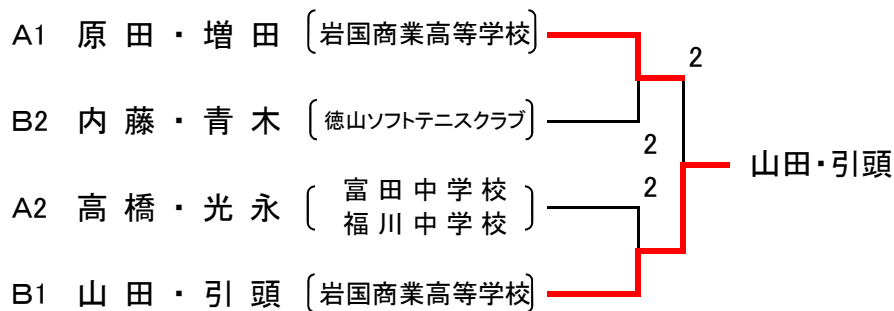 A1 原田・増田 〔岩国商業高等学校〕
2
B2 内藤・青木 〔徳山ソフトテニスクラブ〕
2
山田・引頭
A2 高橋・光永 〔富田中学校
福川中学校〕
2
B1 山田・引頭 〔岩国商業高等学校〕